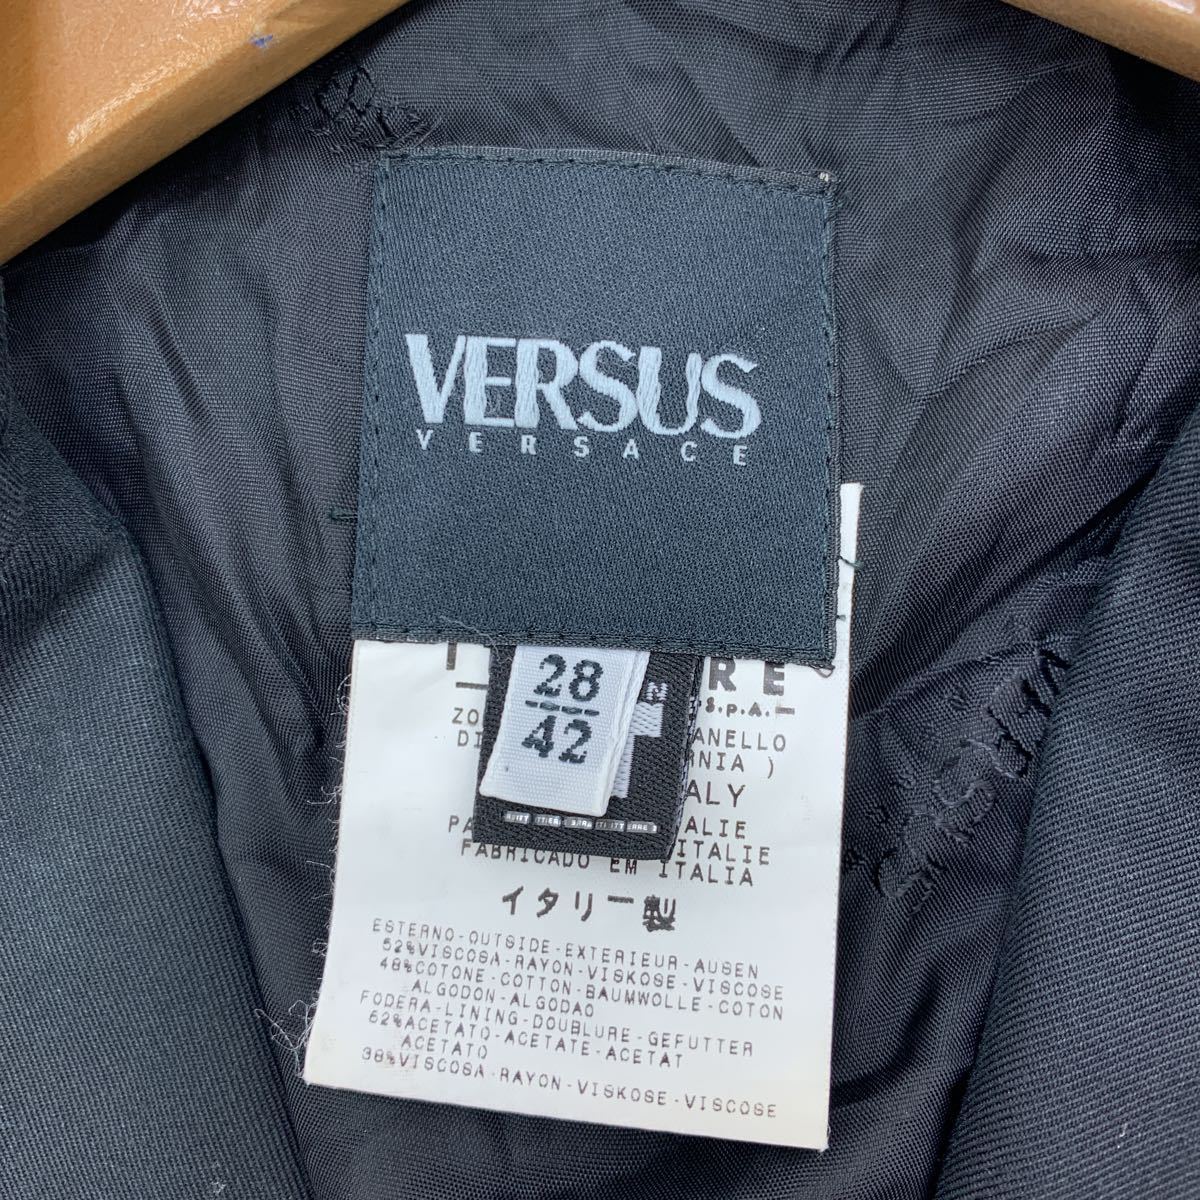 VERSUS
VERSACE
28
42
RE
S.p.A.
ZO ANELLO
DI RNIA )
ALY
PA ALIE
ITALIE
FABRICADO EM ITALIA
イタリー製
ESTERNO-OUTSIDE-EXTERIEUR-AUSEN
52%VISCOSA-RAYON-VISKOSE-VISCOSE
48%COTONE-COTTON-BAUMWOLLE-COTON
ALGODON-ALGODAO
FODERA-LINING-DOUBLURE-GEFUTTER
62%ACETATO-ACETATE-ACETAT
ACETATO
38%VISCOSA-RAYON-VISKOSE-VISCOSE